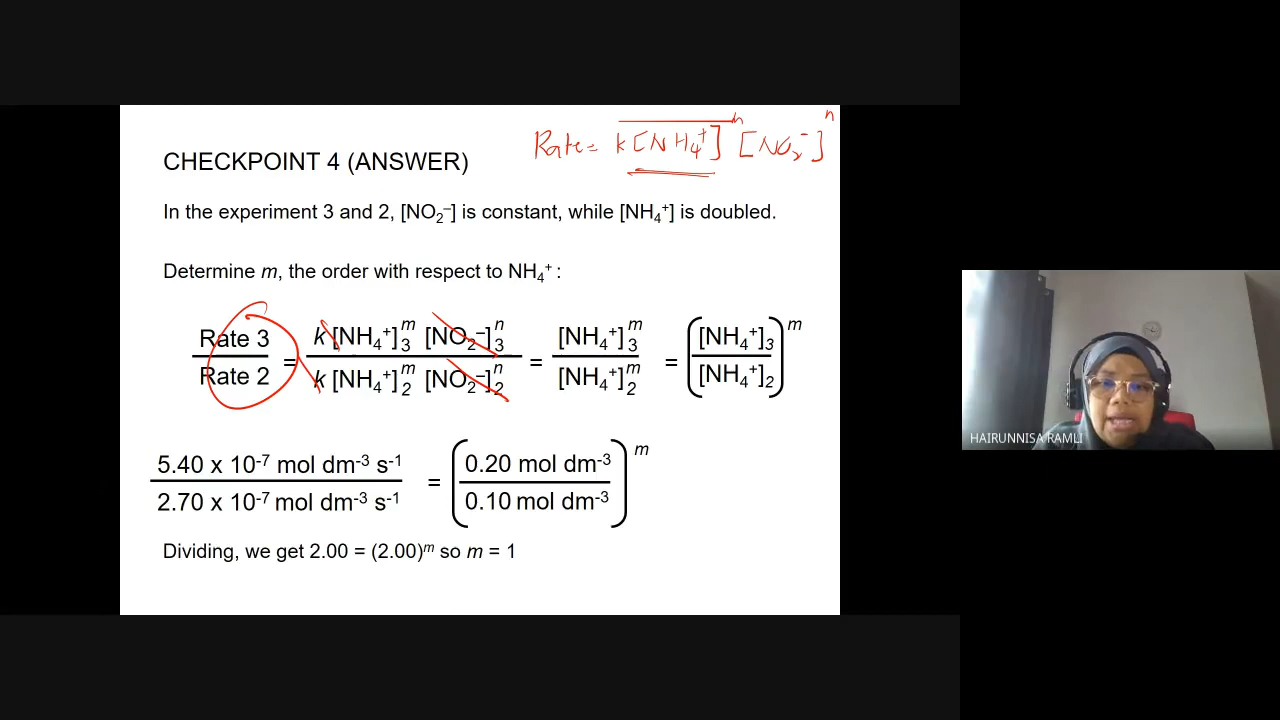 Rate = k[NH₄⁺]ᵐ [NO₂⁻]ⁿ
CHECKPOINT 4 (ANSWER)
In the experiment 3 and 2, [NO₂⁻] is constant, while [NH₄⁺] is doubled.
Determine m, the order with respect to NH₄⁺ :
Rate 3 / Rate 2 = k [NH₄⁺]₃ᵐ [NO₂⁻]₃ⁿ / k [NH₄⁺]₂ᵐ [NO₂⁻]₂ⁿ = [NH₄⁺]₃ᵐ / [NH₄⁺]₂ᵐ = ([NH₄⁺]₃ / [NH₄⁺]₂)ᵐ
5.40 x 10⁻⁷ mol dm⁻³ s⁻¹ / 2.70 x 10⁻⁷ mol dm⁻³ s⁻¹ = (0.20 mol dm⁻³ / 0.10 mol dm⁻³)ᵐ
Dividing, we get 2.00 = (2.00)ᵐ so m = 1
HAIRUNNISA RAMLI